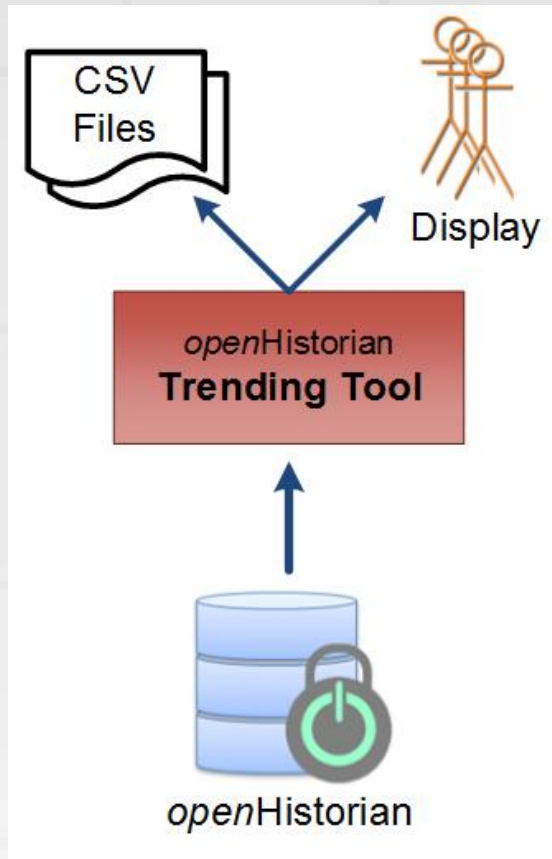 CSV
Files
Display
openHistorian
Trending Tool
openHistorian